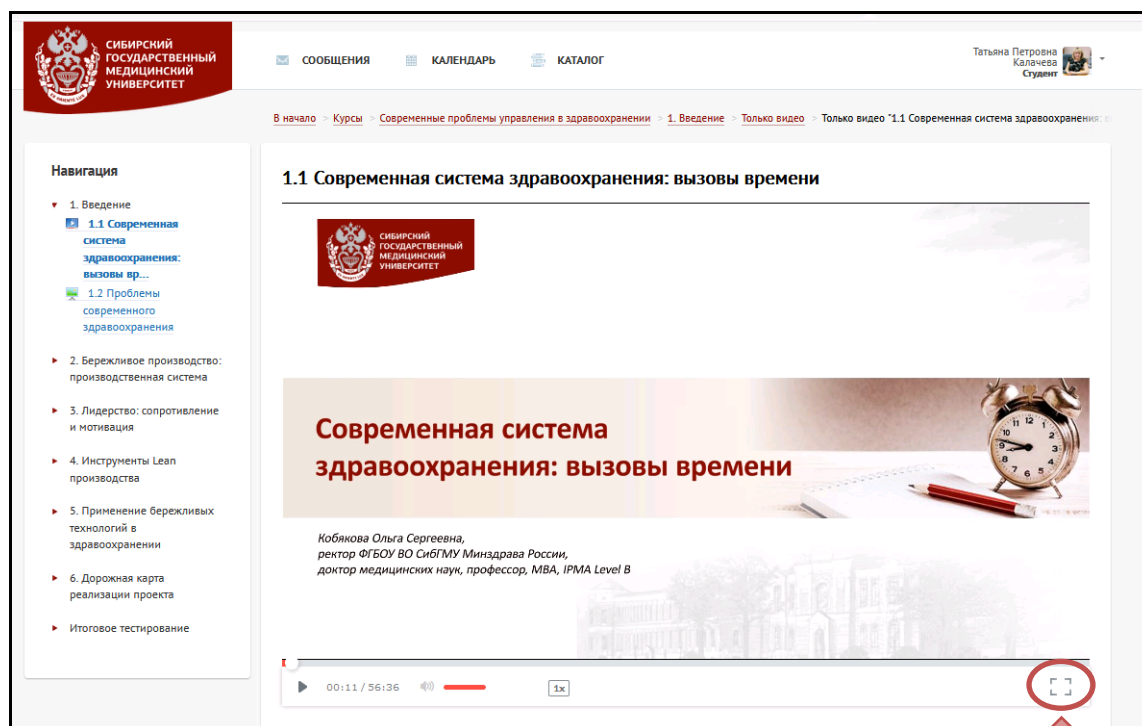 СИБИРСКИЙ
ГОСУДАРСТВЕННЫЙ
МЕДИЦИНСКИЙ
УНИВЕРСИТЕТ
СООБЩЕНИЯ КАЛЕНДАРЬ КАТАЛОГ
Татьяна Петровна
Калачева
Студент
В начало > Курсы > Современные проблемы управления в здравоохранении > 1. Введение > Только видео > Только видео "1.1 Современная система здравоохранения:
Навигация
1. Введение
1.1 Современная
система
здравоохранения:
вызовы вр...
1.2 Проблемы
современного
здравоохранения
2. Бережливое производство:
производственная система
3. Лидерство: сопротивление
и мотивация
4. Инструменты Lean
производства
5. Применение бережливых
технологий в
здравоохранении
6. Дорожная карта
реализации проекта
Итоговое тестирование
1.1 Современная система здравоохранения: вызовы времени
СИБИРСКИЙ
ГОСУДАРСТВЕННЫЙ
МЕДИЦИНСКИЙ
УНИВЕРСИТЕТ
Современная система
здравоохранения: вызовы времени
Кобякова Ольга Сергеевна,
ректор ФГБОУ ВО СибГМУ Минздрава России,
доктор медицинских наук, профессор, MBA, IPMA Level B
00:11 / 56:36 1x